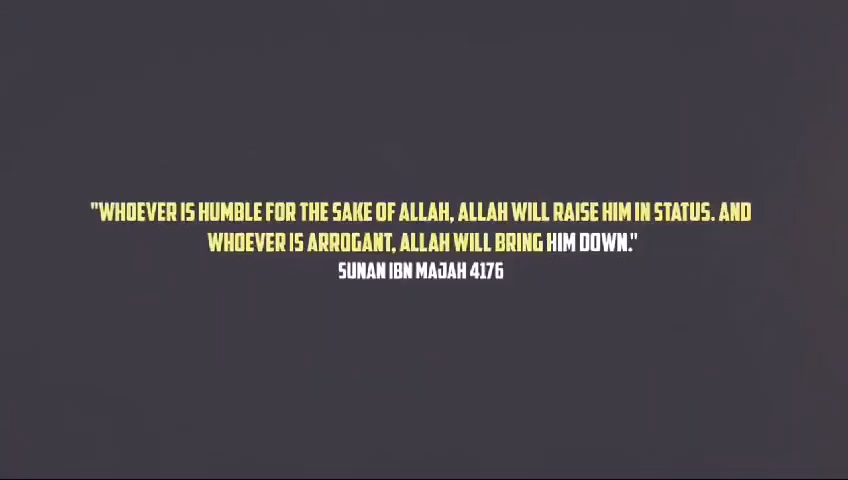 "WHOEVER IS HUMBLE FOR THE SAKE OF ALLAH, ALLAH WILL RAISE HIM IN STATUS. AND
WHOEVER IS ARROGANT, ALLAH WILL BRING HIM DOWN."
SUNAN IBN MAJAH 4176